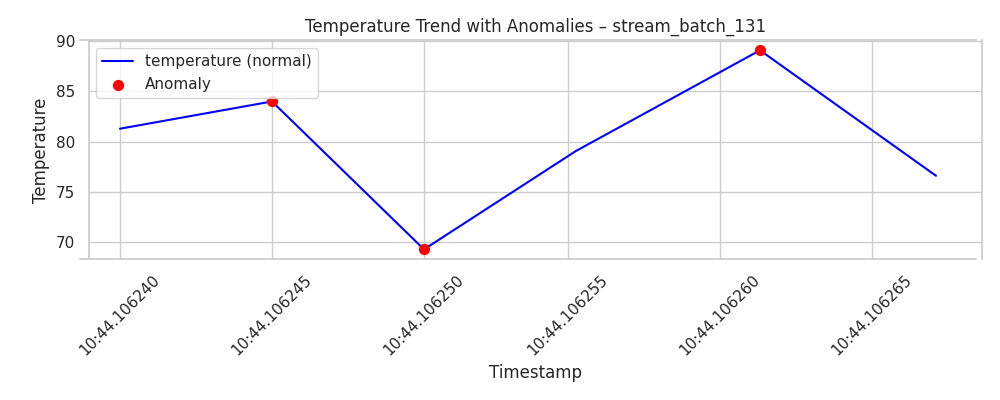 Temperature Trend with Anomalies – stream_batch_131
temperature (normal)
Anomaly
Temperature
90
85
80
75
70
10:44.106240
10:44.106245
10:44.106250
10:44.106255
10:44.106260
10:44.106265
Timestamp